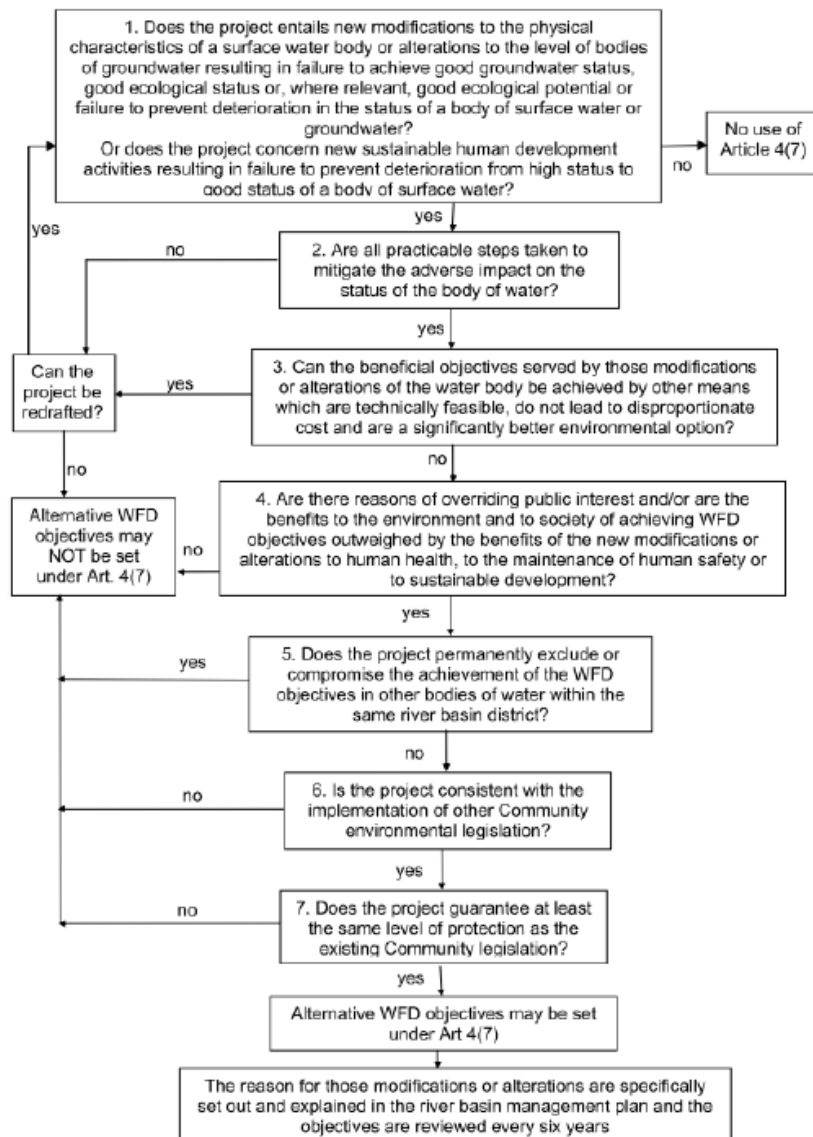 1. Does the project entails new modifications to the physical
characteristics of a surface water body or alterations to the level of bodies
of groundwater resulting in failure to achieve good groundwater status,
good ecological status or, where relevant, good ecological potential or
failure to prevent deterioration in the status of a body of surface water or
groundwater?
Or does the project concern new sustainable human development
activities resulting in failure to prevent deterioration from high status to
good status of a body of surface water?
no
No use of
Article 4(7)
yes
yes
2. Are all practicable steps taken to
mitigate the adverse impact on the
status of the body of water?
no
yes
3. Can the beneficial objectives served by those modifications
or alterations of the water body be achieved by other means
which are technically feasible, do not lead to disproportionate
cost and are a significantly better environmental option?
yes
Can the
project be
redrafted?
no
no
4. Are there reasons of overriding public interest and/or are the
benefits to the environment and to society of achieving WFD
objectives outweighed by the benefits of the new modifications or
alterations to human health, to the maintenance of human safety or
to sustainable development?
no
Alternative WFD
objectives may
NOT be set
under Art. 4(7)
yes
5. Does the project permanently exclude or
compromise the achievement of the WFD
objectives in other bodies of water within the
same river basin district?
yes
no
6. Is the project consistent with the
implementation of other Community
environmental legislation?
no
yes
7. Does the project guarantee at least
the same level of protection as the
existing Community legislation?
no
yes
Alternative WFD objectives may be set
under Art 4(7)
The reason for those modifications or alterations are specifically
set out and explained in the river basin management plan and the
objectives are reviewed every six years